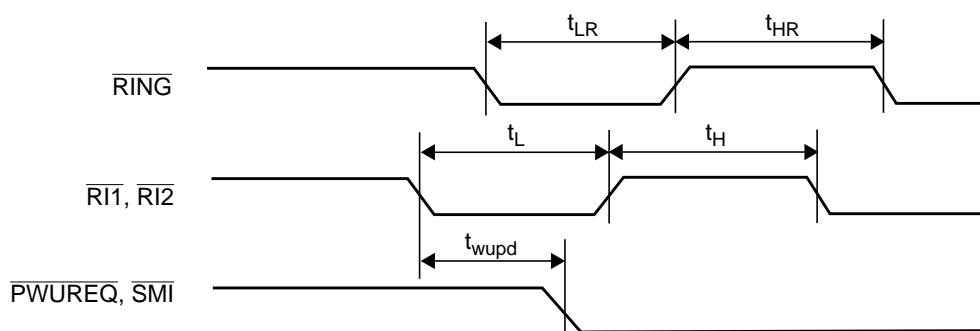 tLR
tHR
RING
tL
tH
RI1, RI2
twupd
PWUREQ, SMI